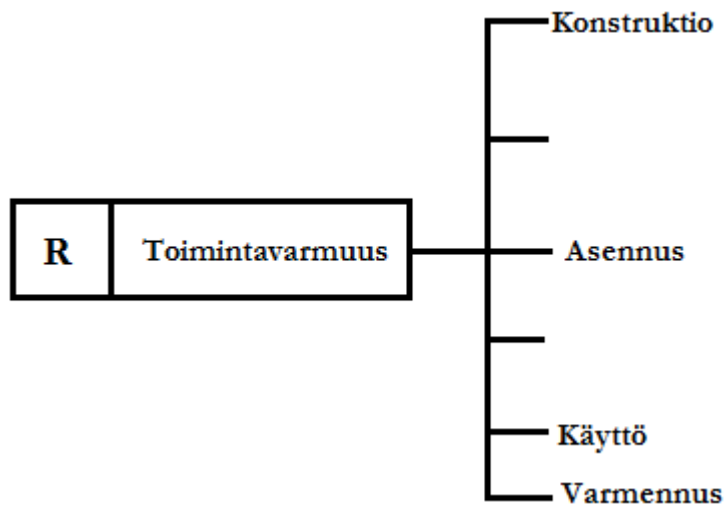 Konstruktio
R Toimintavarmuus
Asennus
Käyttö
Varmennus